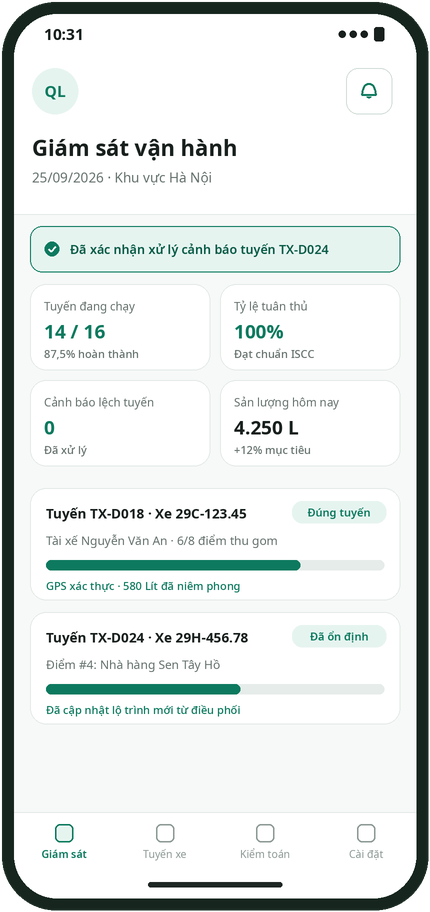 10:31
QL
Giám sát vận hành
25/09/2026 · Khu vực Hà Nội
Đã xác nhận xử lý cảnh báo tuyến TX-D024
Tuyến đang chạy
14 / 16
87,5% hoàn thành
Tỷ lệ tuân thủ
100%
Đạt chuẩn ISCC
Cảnh báo lệch tuyến
0
Đã xử lý
Sản lượng hôm nay
4.250 L
+12% mục tiêu
Tuyến TX-D018 · Xe 29C-123.45
Đúng tuyến
Tài xế Nguyễn Văn An · 6/8 điểm thu gom
GPS xác thực · 580 Lít đã niêm phong
Tuyến TX-D024 · Xe 29H-456.78
Đã ổn định
Điểm #4: Nhà hàng Sen Tây Hồ
Đã cập nhật lộ trình mới từ điều phối
Giám sát
Tuyến xe
Kiểm toán
Cài đặt